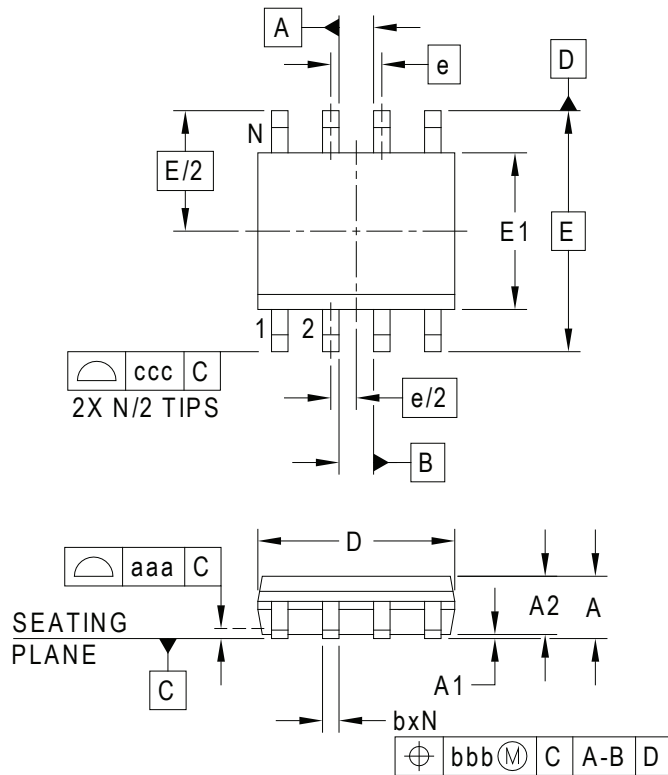 A
e
D
N
E/2
E1
E
1 2
ccc C
2X N/2 TIPS
e/2
B
D
aaa C
SEATING
PLANE
C
A2
A
A1
bxN
bbb Ⓜ C A-B D